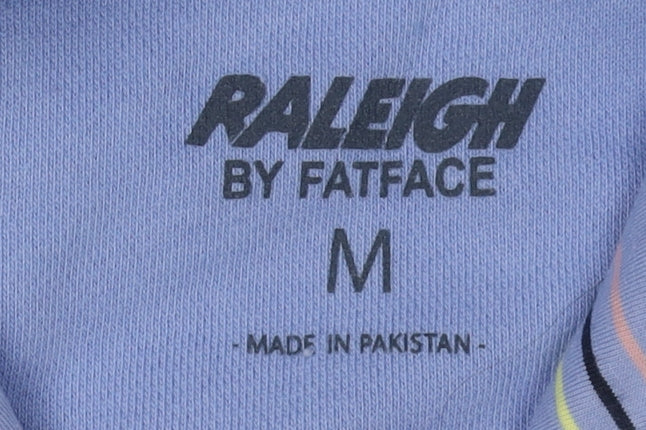 RALEIGH
BY FATFACE
M
- MADE IN PAKISTAN -